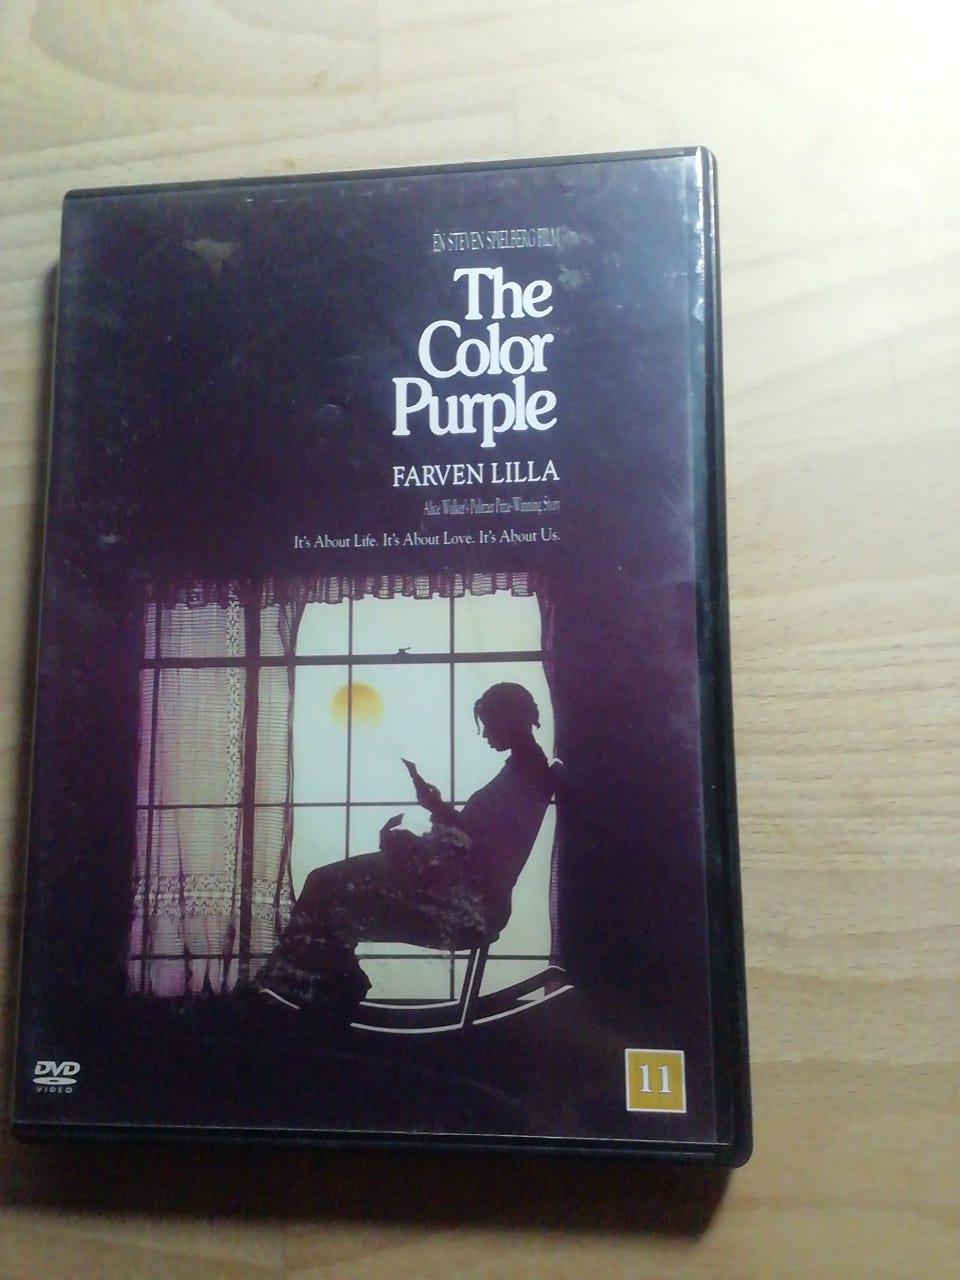 EN STEVEN SPIELBERG FILM
The
Color
Purple
FARVEN LILLA
Alice Walker's Pulitzer Prize-Winning Story
It's About Life. It's About Love. It's About Us.
DVD
VIDEO
11